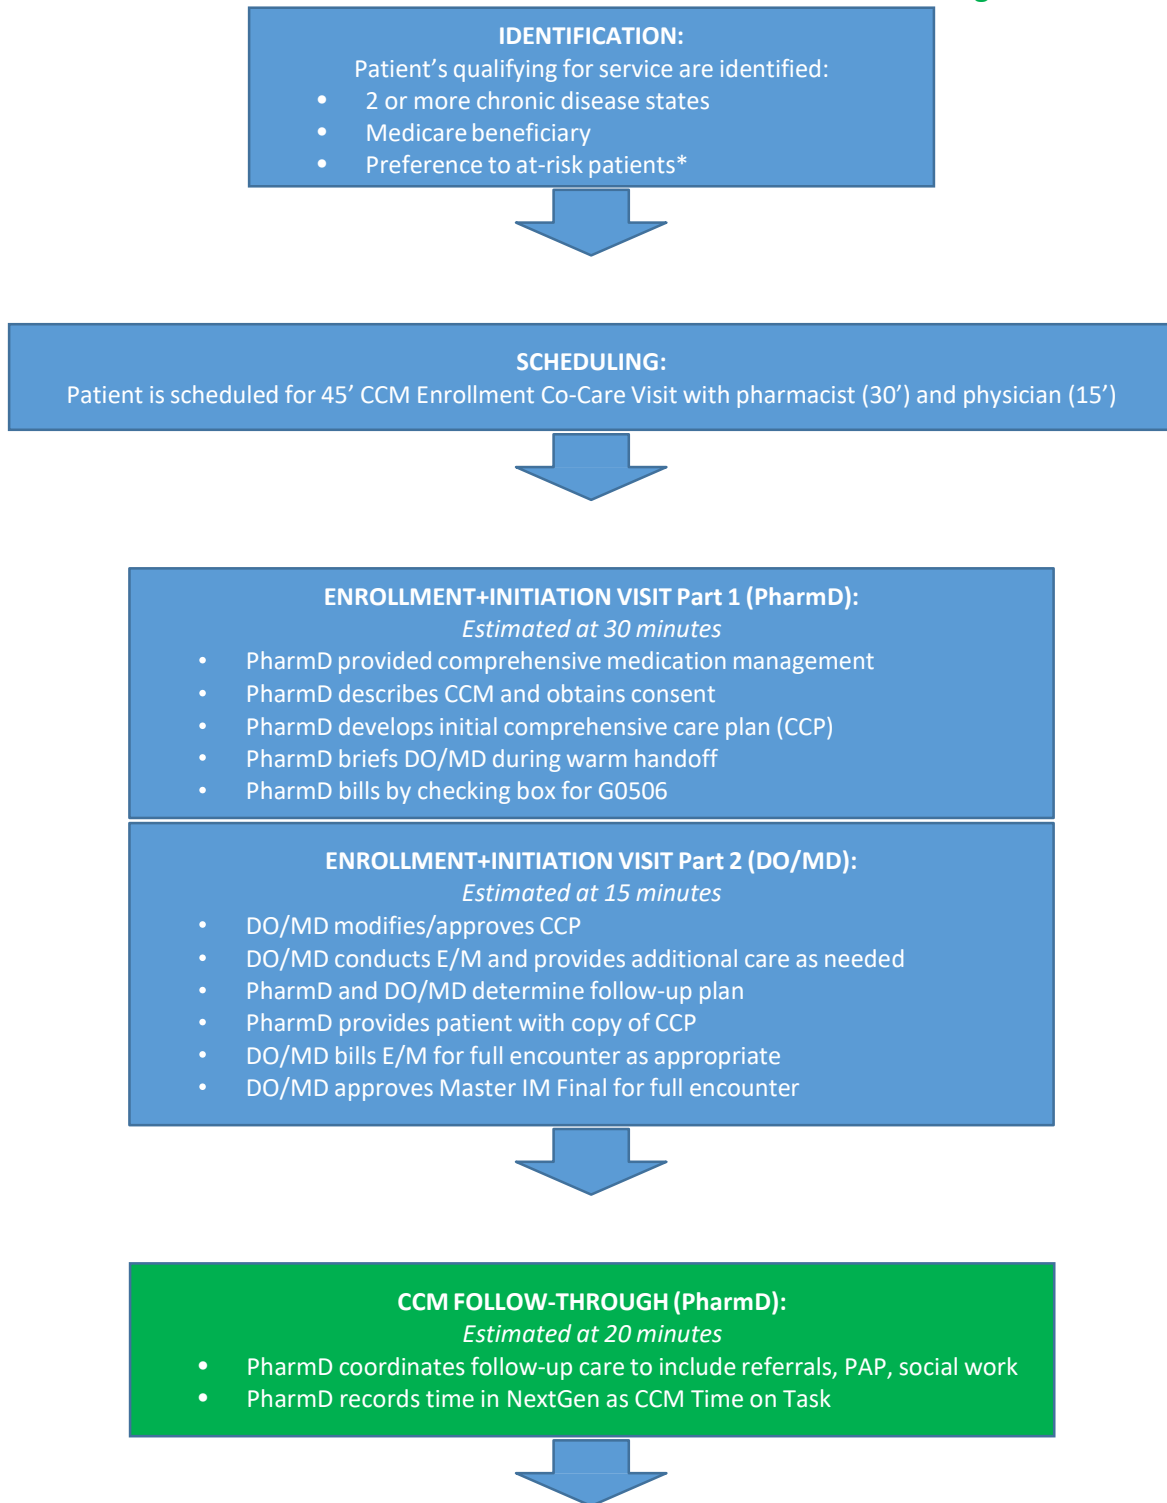 IDENTIFICATION:
Patient’s qualifying for service are identified:
• 2 or more chronic disease states
• Medicare beneficiary
• Preference to at-risk patients*
SCHEDULING:
Patient is scheduled for 45’ CCM Enrollment Co-Care Visit with pharmacist (30’) and physician (15’)
ENROLLMENT+INITIATION VISIT Part 1 (PharmD):
Estimated at 30 minutes
• PharmD provided comprehensive medication management
• PharmD describes CCM and obtains consent
• PharmD develops initial comprehensive care plan (CCP)
• PharmD briefs DO/MD during warm handoff
• PharmD bills by checking box for G0506
ENROLLMENT+INITIATION VISIT Part 2 (DO/MD):
Estimated at 15 minutes
• DO/MD modifies/approves CCP
• DO/MD conducts E/M and provides additional care as needed
• PharmD and DO/MD determine follow-up plan
• PharmD provides patient with copy of CCP
• DO/MD bills E/M for full encounter as appropriate
• DO/MD approves Master IM Final for full encounter
CCM FOLLOW-THROUGH (PharmD):
Estimated at 20 minutes
• PharmD coordinates follow-up care to include referrals, PAP, social work
• PharmD records time in NextGen as CCM Time on Task